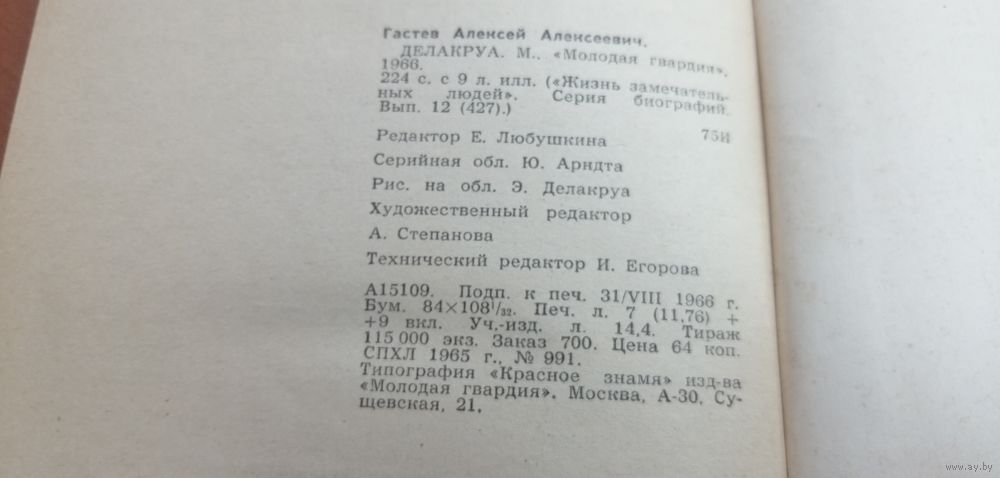 Гастев Алексей Алексеевич.
ДЕЛАКРУА. М., «Молодая гвардия»,
1966.
224 с. с 9 л. илл. («Жизнь замечатель-
ных людей». Серия биографий.
Вып. 12 (427).)
75И
Редактор Е. Любушкина
Серийная обл. Ю. Арндта
Рис. на обл. Э. Делакруа
Художественный редактор
А. Степанова
Технический редактор И. Егорова
А15109. Подп. к печ. 31/VIII 1966 г.
Бум. 84×108¹/₃₂. Печ. л. 7 (11,76) +
+9 вкл. Уч.-изд. л. 14,4. Тираж
115 000 экз. Заказ 700. Цена 64 коп.
СПХЛ 1965 г., № 991.
Типография «Красное знамя» изд-ва
«Молодая гвардия». Москва, А-30, Су-
щевская, 21.
www.ay.by